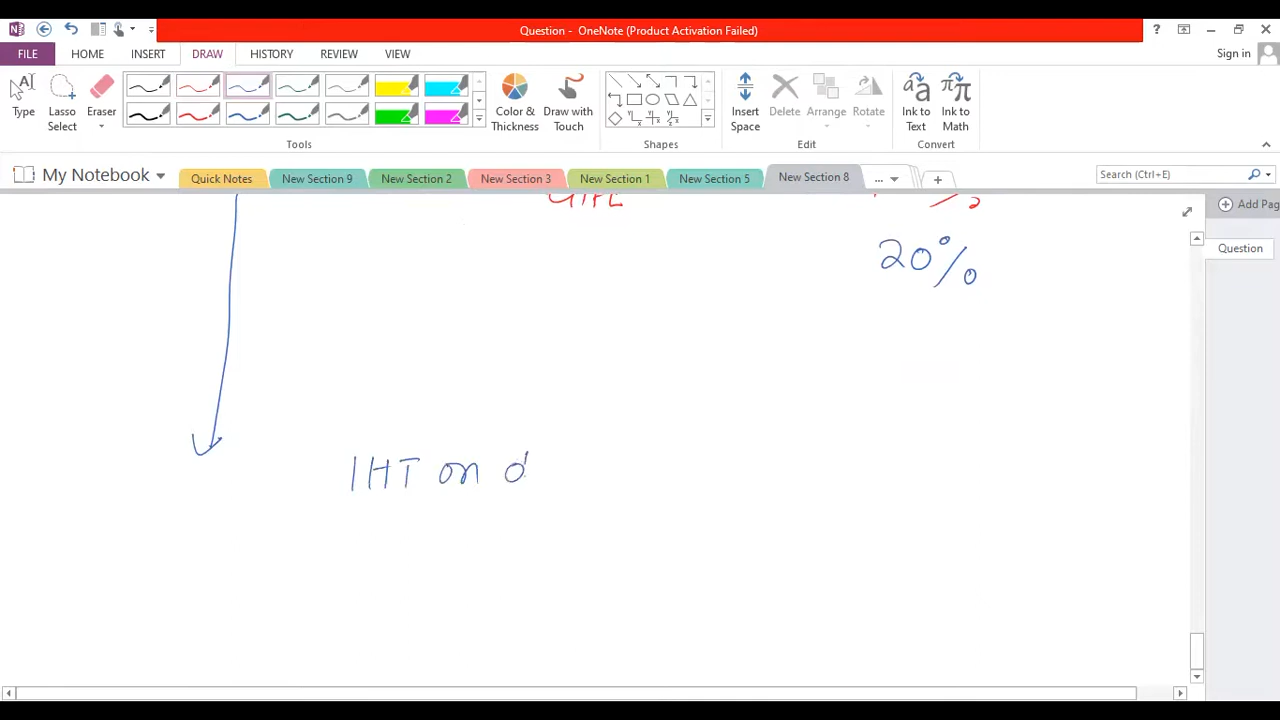 Question - OneNote (Product Activation Failed)
FILE HOME INSERT DRAW HISTORY REVIEW VIEW Sign in
Type Lasso Select Eraser Color & Thickness Draw with Touch Insert Space Delete Arrange Rotate Ink to Text Ink to Math
Tools Shapes Edit Convert
My Notebook Quick Notes New Section 9 New Section 2 New Section 3 New Section 1 New Section 5 New Section 8 ... + Search (Ctrl+E)
Add Pag
Question
20%
IHT on d